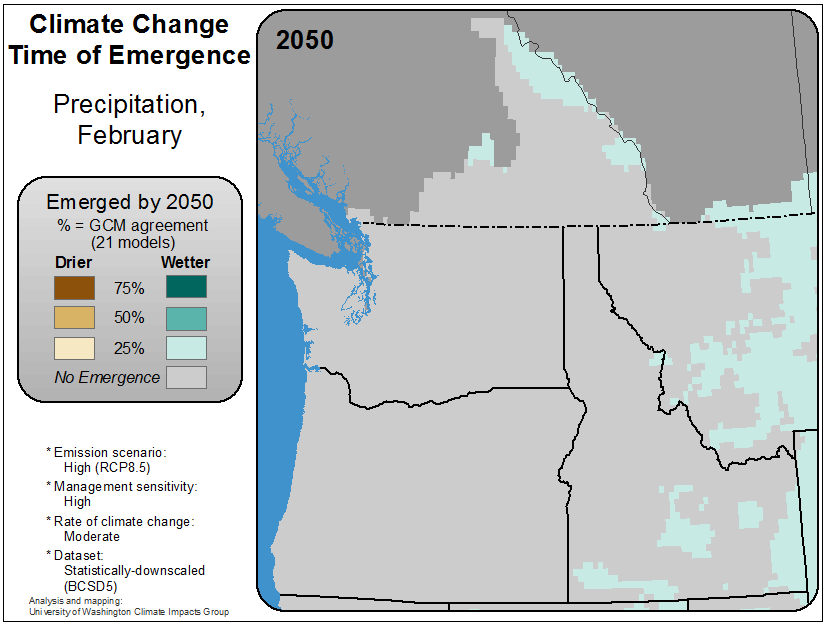 Climate Change
Time of Emergence
Precipitation,
February
Emerged by 2050
% = GCM agreement
(21 models)
Drier Wetter
75%
50%
25%
No Emergence
* Emission scenario:
High (RCP8.5)
* Management sensitivity:
High
* Rate of climate change:
Moderate
* Dataset:
Statistically-downscaled
(BCSD5)
Analysis and mapping:
University of Washington Climate Impacts Group
2050